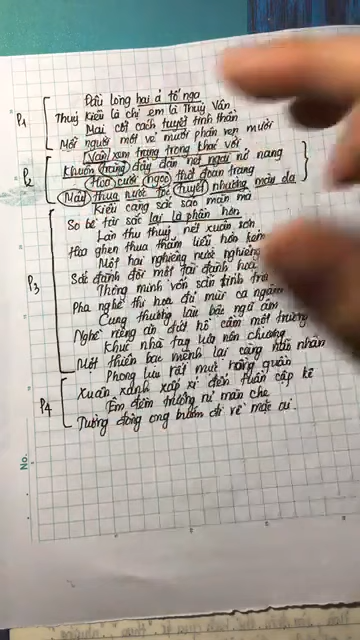 P1
Đầu lòng hai ả tố nga
Thuý Kiều là chị em là Thuý Vân.
Mai cốt cách tuyết tinh thần
Mỗi người một vẻ mười phân vẹn mười
P2
Vân xem trang trọng khác vời
Khuôn trăng đầy đặn nét ngài nở nang
Hoa cười ngọc thốt đoan trang
Mây thua nước tóc tuyết nhường màu da
P3
Kiều càng sắc sảo mặn mà
So bề tài sắc lại là phần hơn
Làn thu thuỷ, nét xuân sơn
Hoa ghen thua thắm liễu hờn kém
Một hai nghiêng nước nghiêng
Sắc đành đòi một tài đành hoạ
Thông minh vốn sẵn tính trời
Pha nghề thi hoạ đủ mùi ca ngâm
Cung thương lầu bậc ngũ âm
Nghề riêng ăn đứt hồ cầm một trương
Khúc nhà tay lựa nên chương
Một thiên bạc mệnh lại càng não nhân
Phong lưu rất mực hồng quần
P4
Xuân xanh xấp xỉ đến tuần cập kê
Êm đềm trướng rủ màn che
Tường đông ong bướm đi về mặc ai.
No.